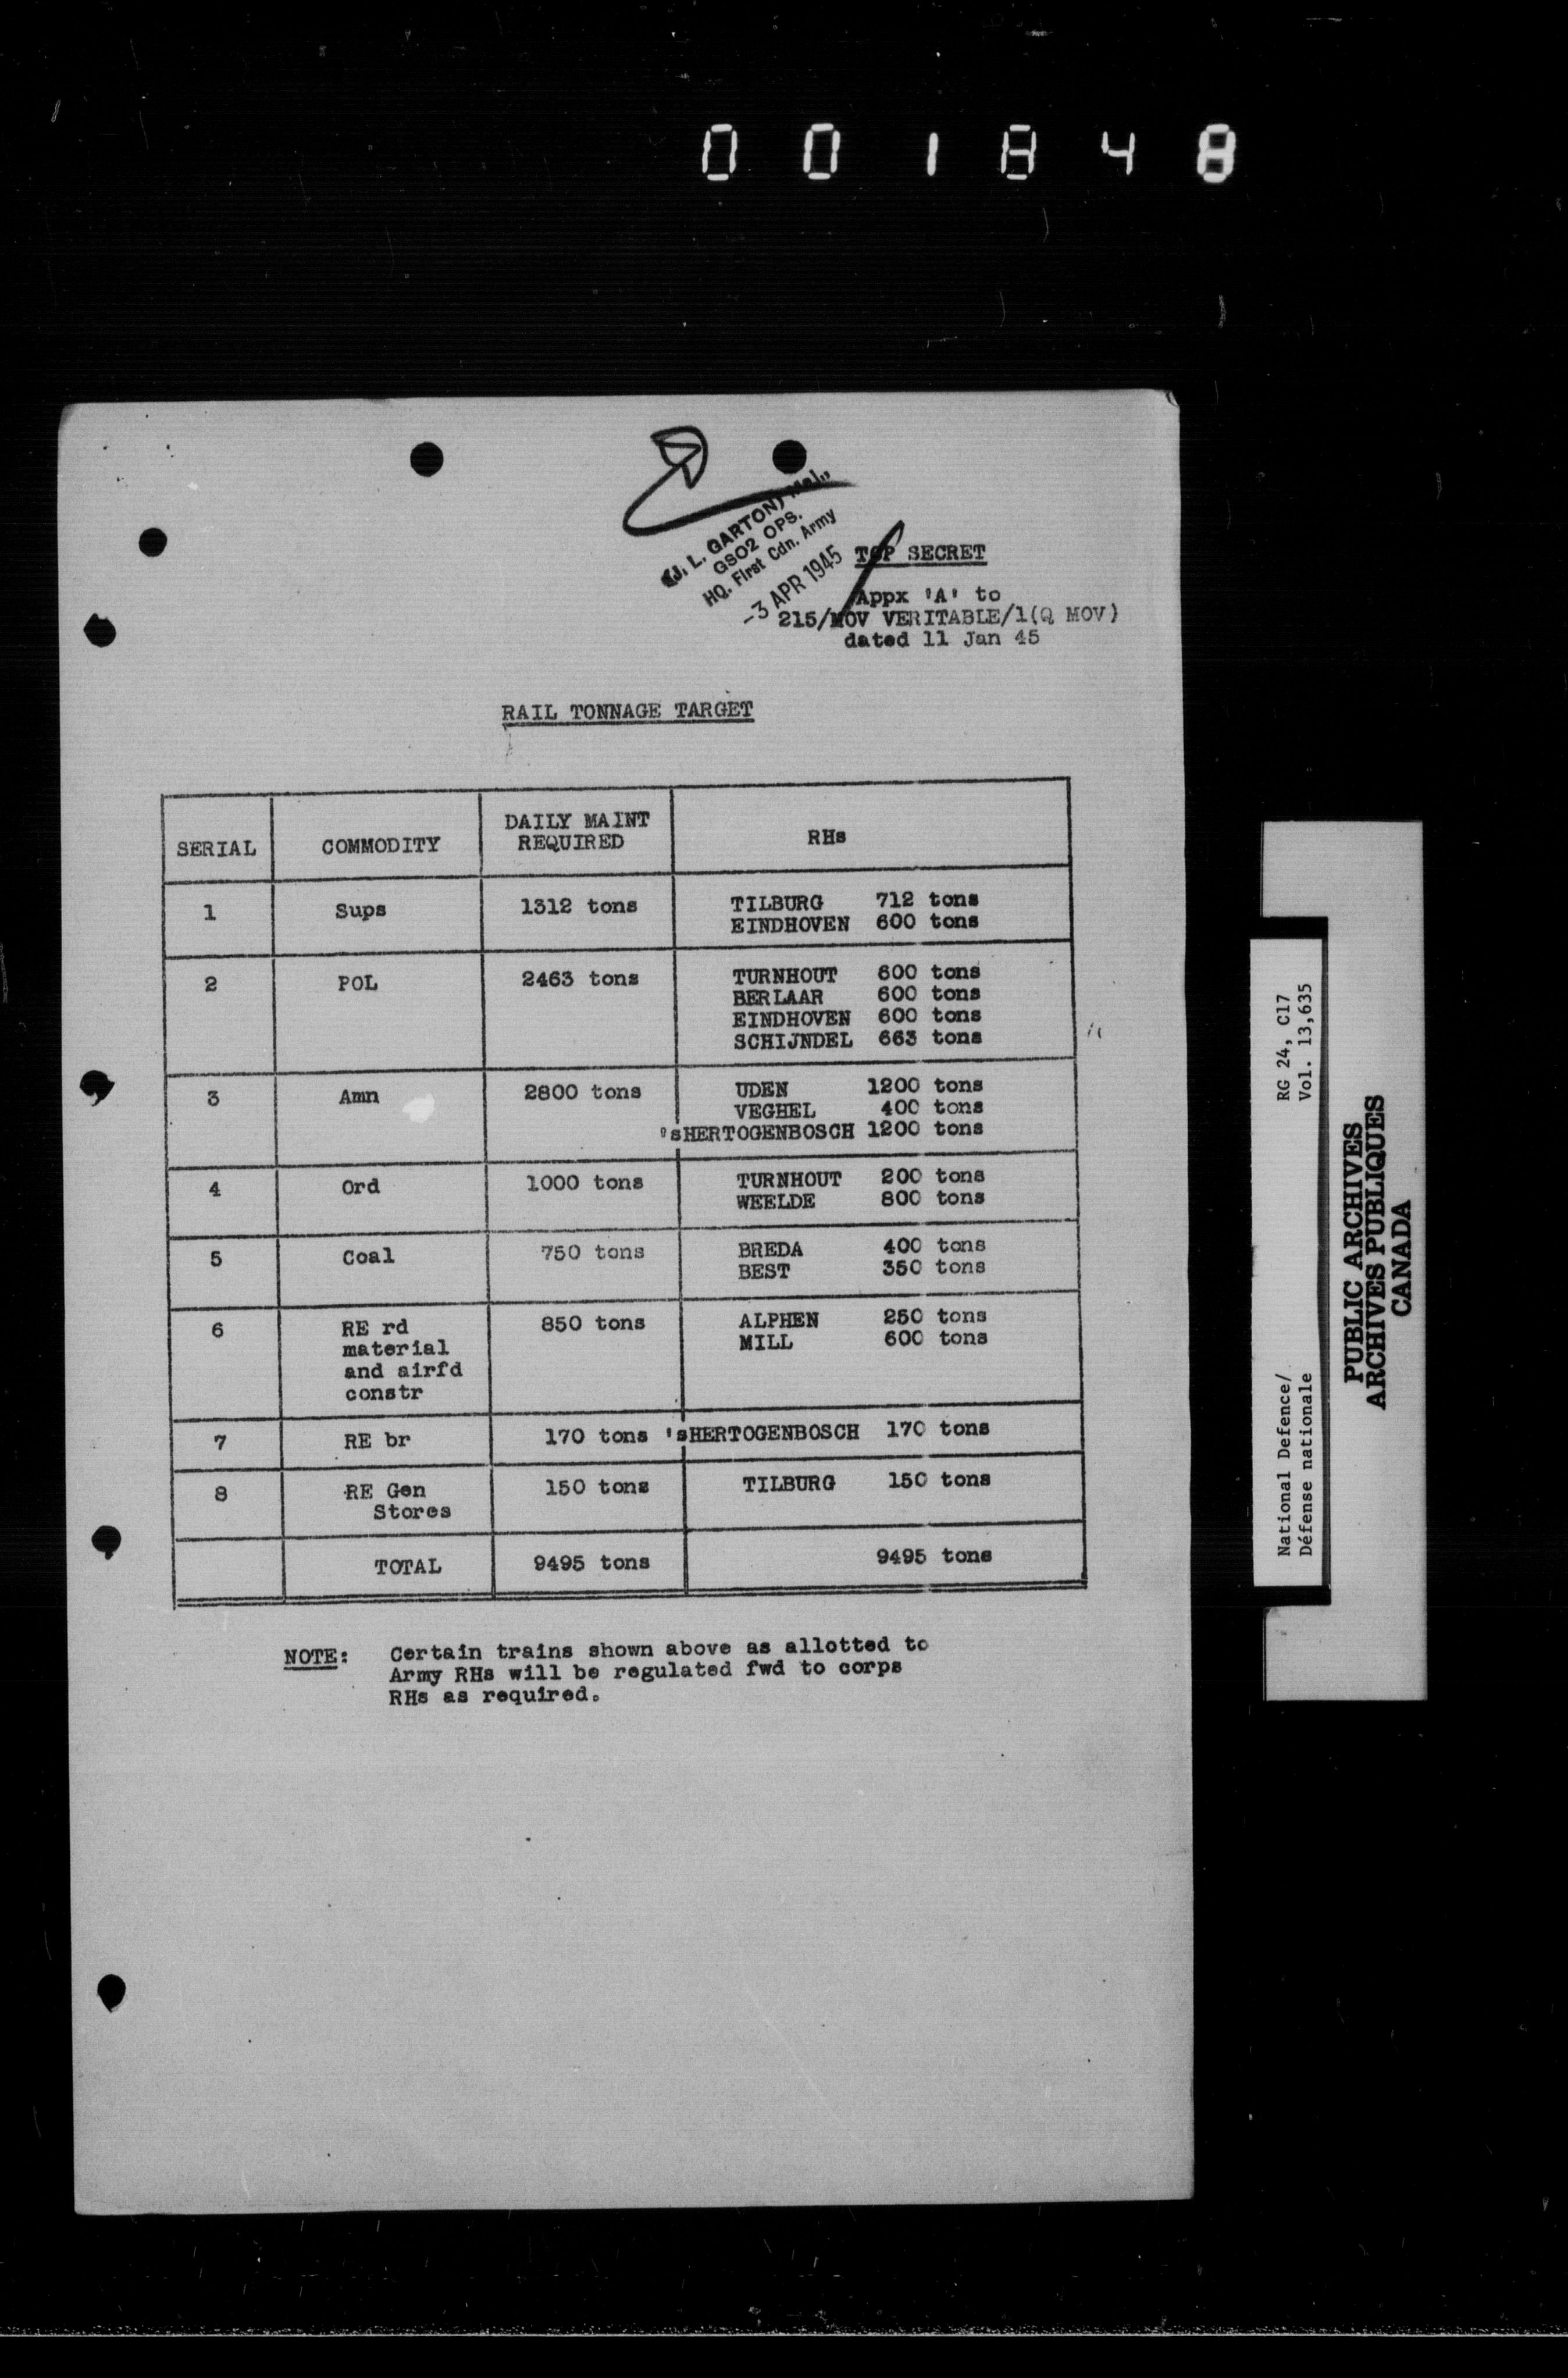 001848
(J. L. GARTON) Maj.,
GSO2 OPS.
HQ. First Cdn. Army
-3 APR 1945
TOP SECRET
Appx 'A' to
215/MOV VERITABLE/1(Q MOV)
dated 11 Jan 45
RAIL TONNAGE TARGET
SERIAL COMMODITY DAILY MAINT REQUIRED RHs
1 Sups 1312 tons TILBURG 712 tons
EINDHOVEN 600 tons
2 POL 2463 tons TURNHOUT 600 tons
BERLAAR 600 tons
EINDHOVEN 600 tons
SCHIJNDEL 663 tons
3 Amn 2800 tons UDEN 1200 tons
VEGHEL 400 tons
'sHERTOGENBOSCH 1200 tons
4 Ord 1000 tons TURNHOUT 200 tons
WEELDE 800 tons
5 Coal 750 tons BREDA 400 tons
BEST 350 tons
6 RE rd 850 tons ALPHEN 250 tons
material MILL 600 tons
and airfd
constr
7 RE br 170 tons 'sHERTOGENBOSCH 170 tons
8 RE Gen 150 tons TILBURG 150 tons
Stores
TOTAL 9495 tons 9495 tons
NOTE: Certain trains shown above as allotted to
Army RHs will be regulated fwd to corps
RHs as required.
National Defence/ RG 24, C17
Défense nationale Vol. 13,635
PUBLIC ARCHIVES
ARCHIVES PUBLIQUES
CANADA